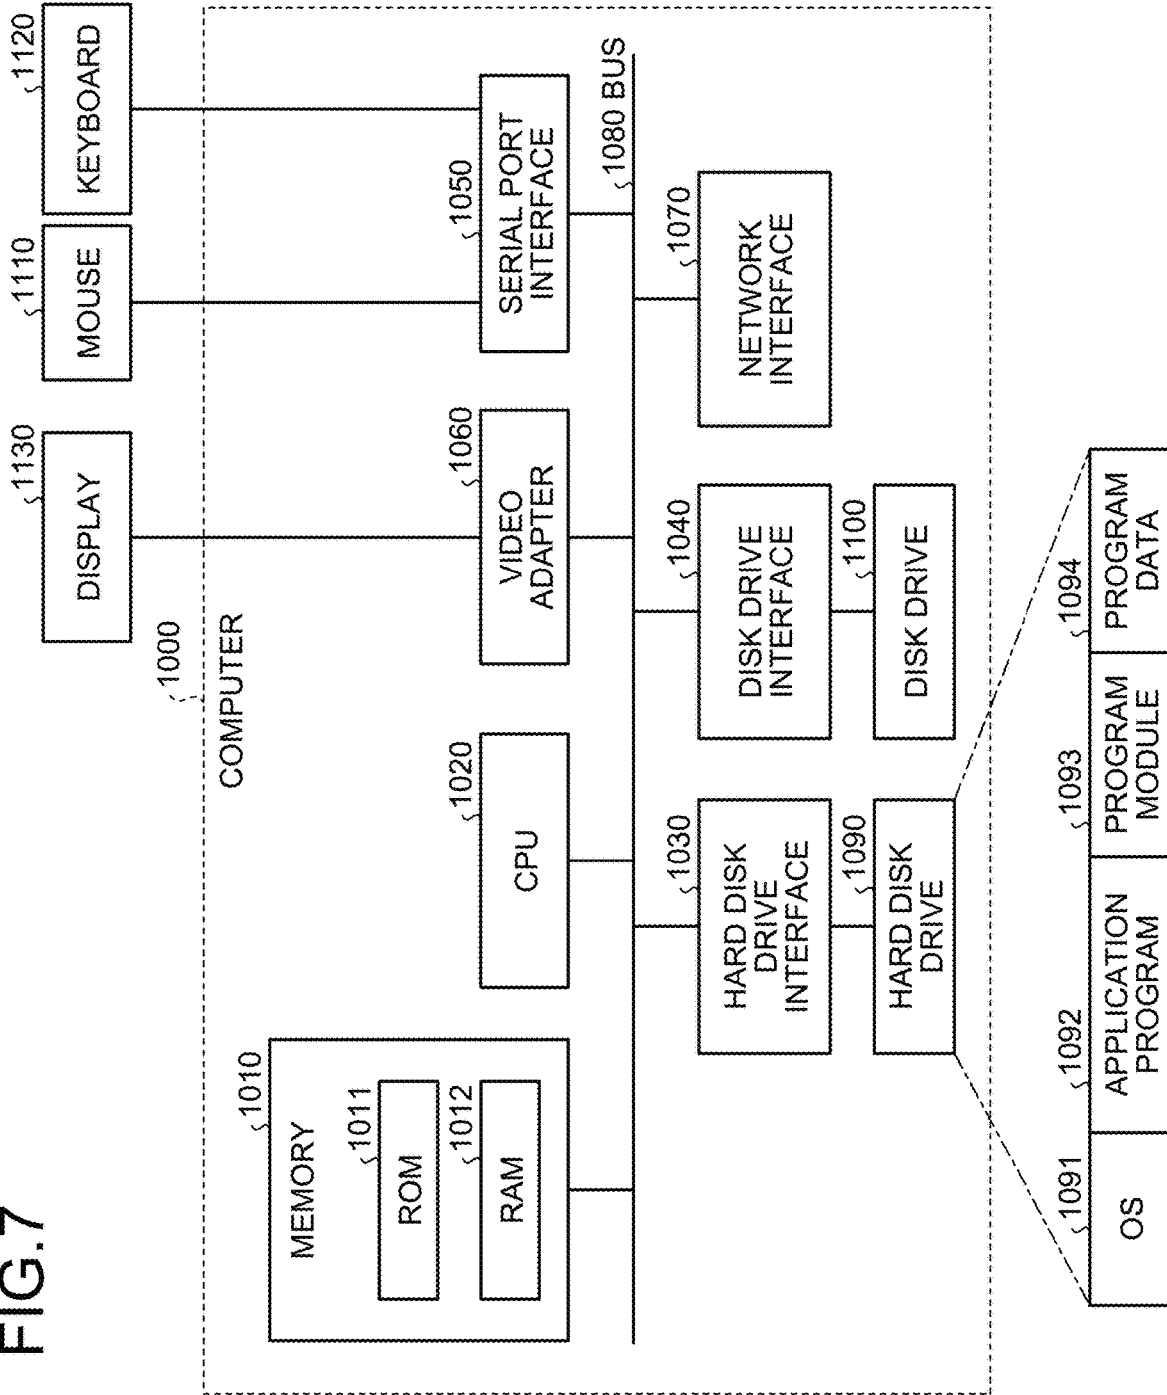 FIG.7
1000
COMPUTER
1130
DISPLAY
1110
MOUSE
1120
KEYBOARD
1010
MEMORY
1011
ROM
1012
RAM
1020
CPU
1060
VIDEO
ADAPTER
1050
SERIAL PORT
INTERFACE
1080 BUS
1030
HARD DISK
DRIVE
INTERFACE
1040
DISK DRIVE
INTERFACE
1070
NETWORK
INTERFACE
1090
HARD DISK
DRIVE
1100
DISK DRIVE
1091
OS
1092
APPLICATION
PROGRAM
1093
PROGRAM
MODULE
1094
PROGRAM
DATA